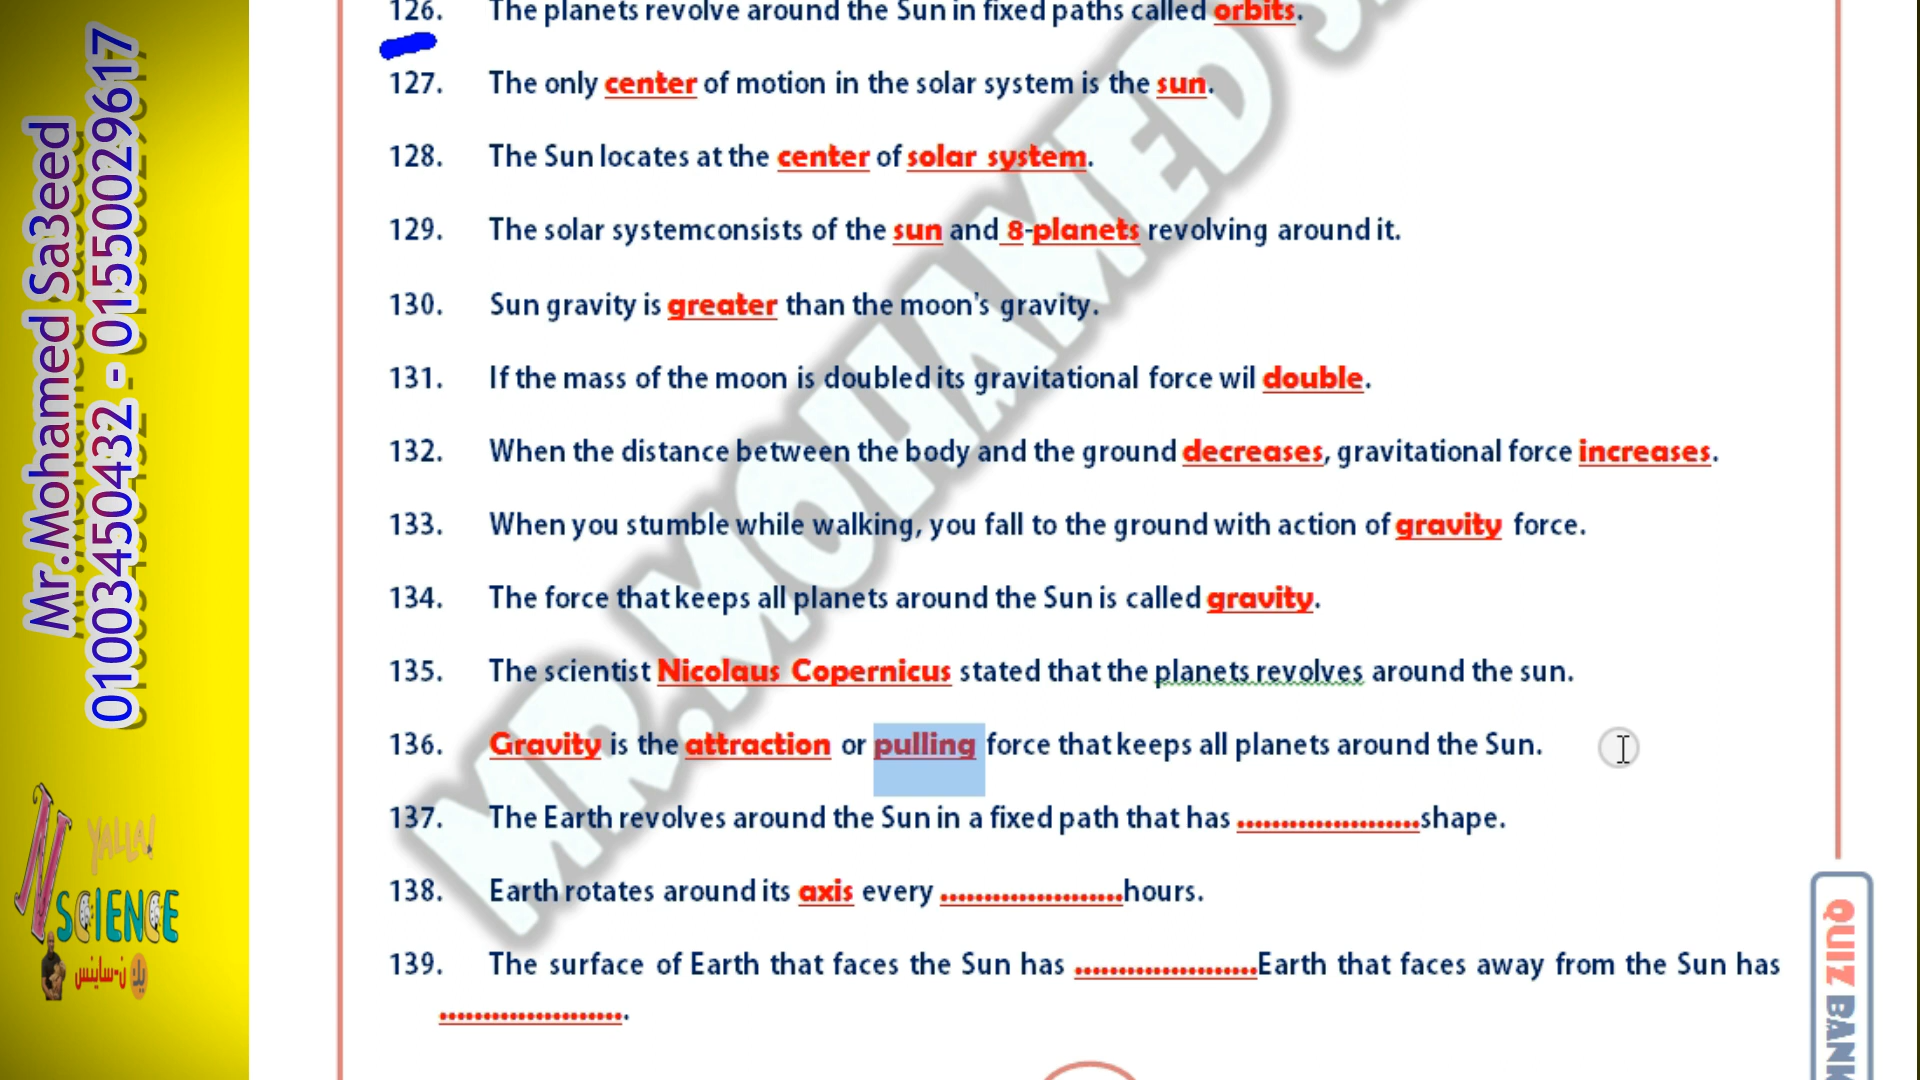 126. The planets revolve around the Sun in fixed paths called orbits.
127. The only center of motion in the solar system is the sun.
128. The Sun locates at the center of solar system.
129. The solar systemconsists of the sun and 8-planets revolving around it.
130. Sun gravity is greater than the moon's gravity.
131. If the mass of the moon is doubled its gravitational force wil double.
132. When the distance between the body and the ground decreases, gravitational force increases.
133. When you stumble while walking, you fall to the ground with action of gravity force.
134. The force that keeps all planets around the Sun is called gravity.
135. The scientist Nicolaus Copernicus stated that the planets revolves around the sun.
136. Gravity is the attraction or pulling force that keeps all planets around the Sun.
137. The Earth revolves around the Sun in a fixed path that has .....................shape.
138. Earth rotates around its axis every .....................hours.
139. The surface of Earth that faces the Sun has .....................Earth that faces away from the Sun has
......................
Mr.Mohamed Sa3eed
01003450432 - 01550029617
YALLA!
N SCIENCE
يلا ن-ساينس
MR.MOHAMED
QUIZ BANK